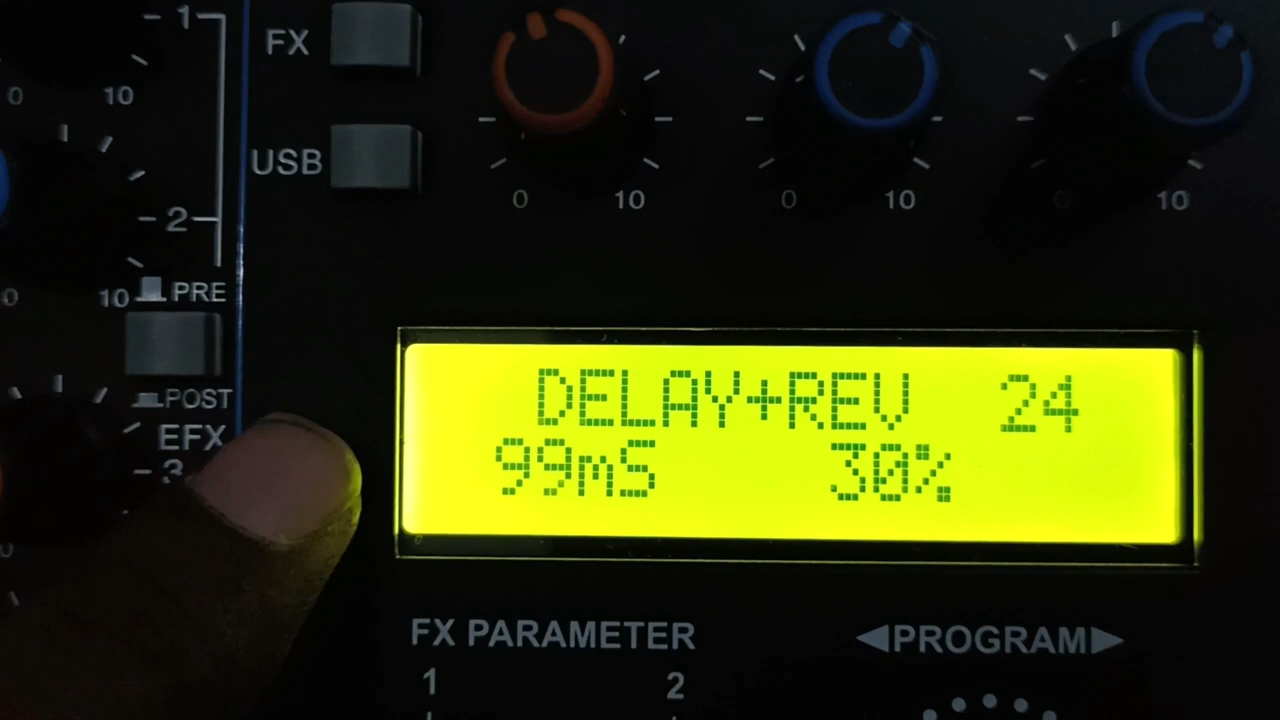 1
FX
0 10
USB
0 10
0 10
0 10
2
0 10
PRE
POST
EFX
3
0
DELAY+REV 24
99mS 30%
FX PARAMETER
◀PROGRAM▶
1 2